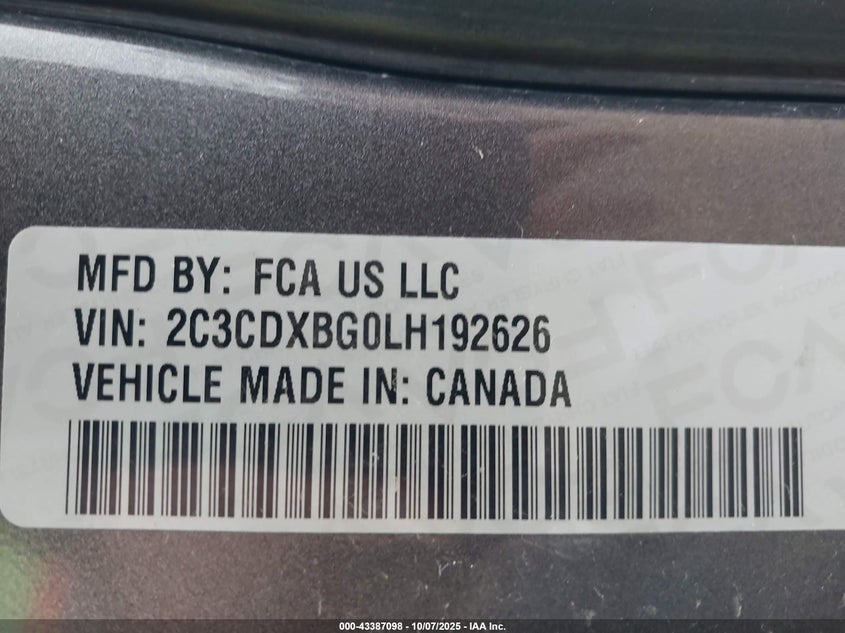 MFD BY: FCA US LLC
VIN: 2C3CDXBG0LH192626
VEHICLE MADE IN: CANADA
000-43387098 - 10/07/2025 - IAA Inc.